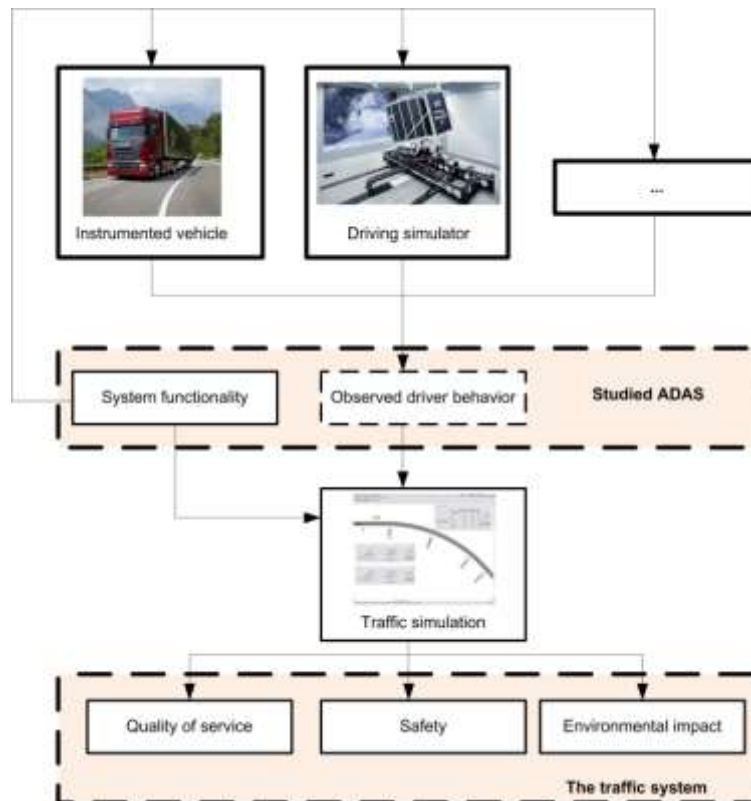 Instrumented vehicle
Driving simulator
...
System functionality
Observed driver behavior
Studied ADAS
Traffic simulation
Quality of service
Safety
Environmental impact
The traffic system